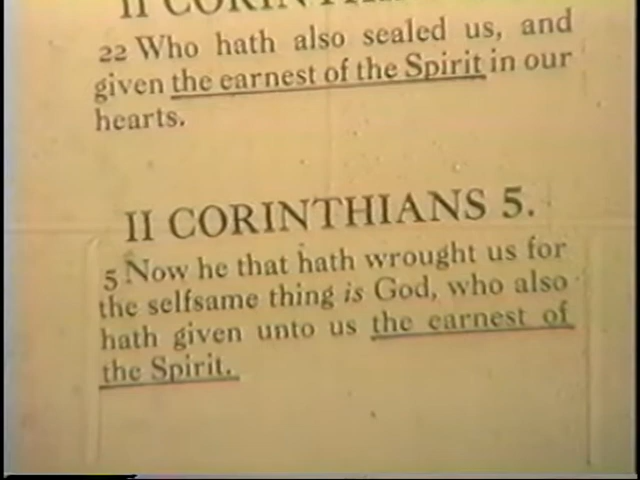 II CORINTHIANS
22 Who hath also sealed us, and
given the earnest of the Spirit in our
hearts.
II CORINTHIANS 5.
5 Now he that hath wrought us for
the selfsame thing is God, who also
hath given unto us the earnest of
the Spirit.